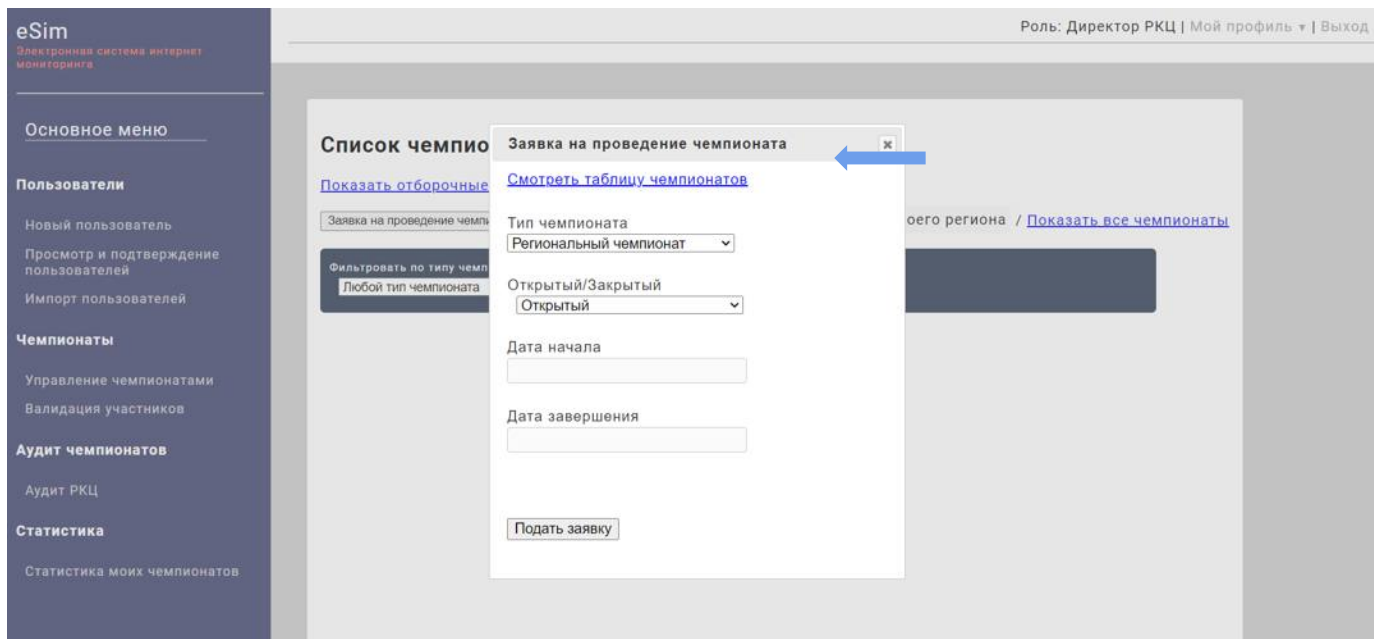 eSim
Электронная система интернет
мониторинга
Роль: Директор РКЦ | Мой профиль ▾ | Выход
Основное меню
Пользователи
Новый пользователь
Просмотр и подтверждение
пользователей
Импорт пользователей
Чемпионаты
Управление чемпионатами
Валидация участников
Аудит чемпионатов
Аудит РКЦ
Статистика
Статистика моих чемпионатов
Список чемпио
Показать отборочные
Заявка на проведение чемпи
оего региона / Показать все чемпионаты
Фильтровать по типу чемп
Любой тип чемпионата
Заявка на проведение чемпионата
Смотреть таблицу чемпионатов
Тип чемпионата
Региональный чемпионат
Открытый/Закрытый
Открытый
Дата начала
Дата завершения
Подать заявку